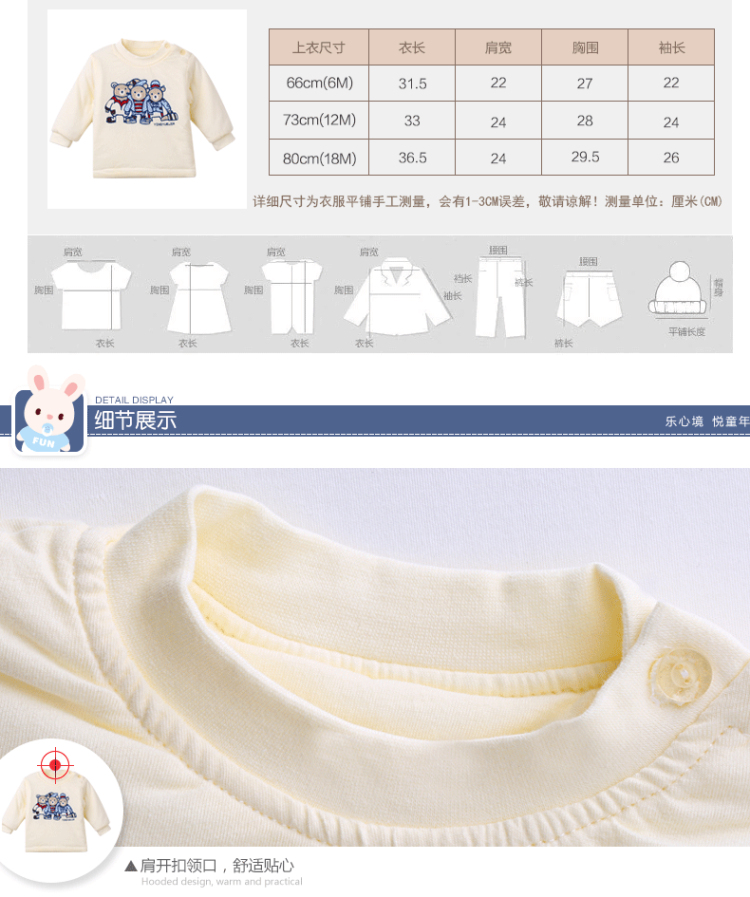 上衣尺寸 衣长 肩宽 胸围 袖长
66cm(6M) 31.5 22 27 22
73cm(12M) 33 24 28 24
80cm(18M) 36.5 24 29.5 26
详细尺寸为衣服平铺手工测量，会有1-3CM误差，敬请谅解！测量单位：厘米(CM)
肩宽 肩宽 肩宽 肩宽 腰围 腰围
胸围 胸围 胸围 胸围 裆长 裤长 帽高
袖长
平铺长度
衣长 衣长 衣长 衣长 裤长
DETAIL DISPLAY
细节展示
乐心境 悦童年
FUN
▲肩开扣领口，舒适贴心
Hooded design, warm and practical